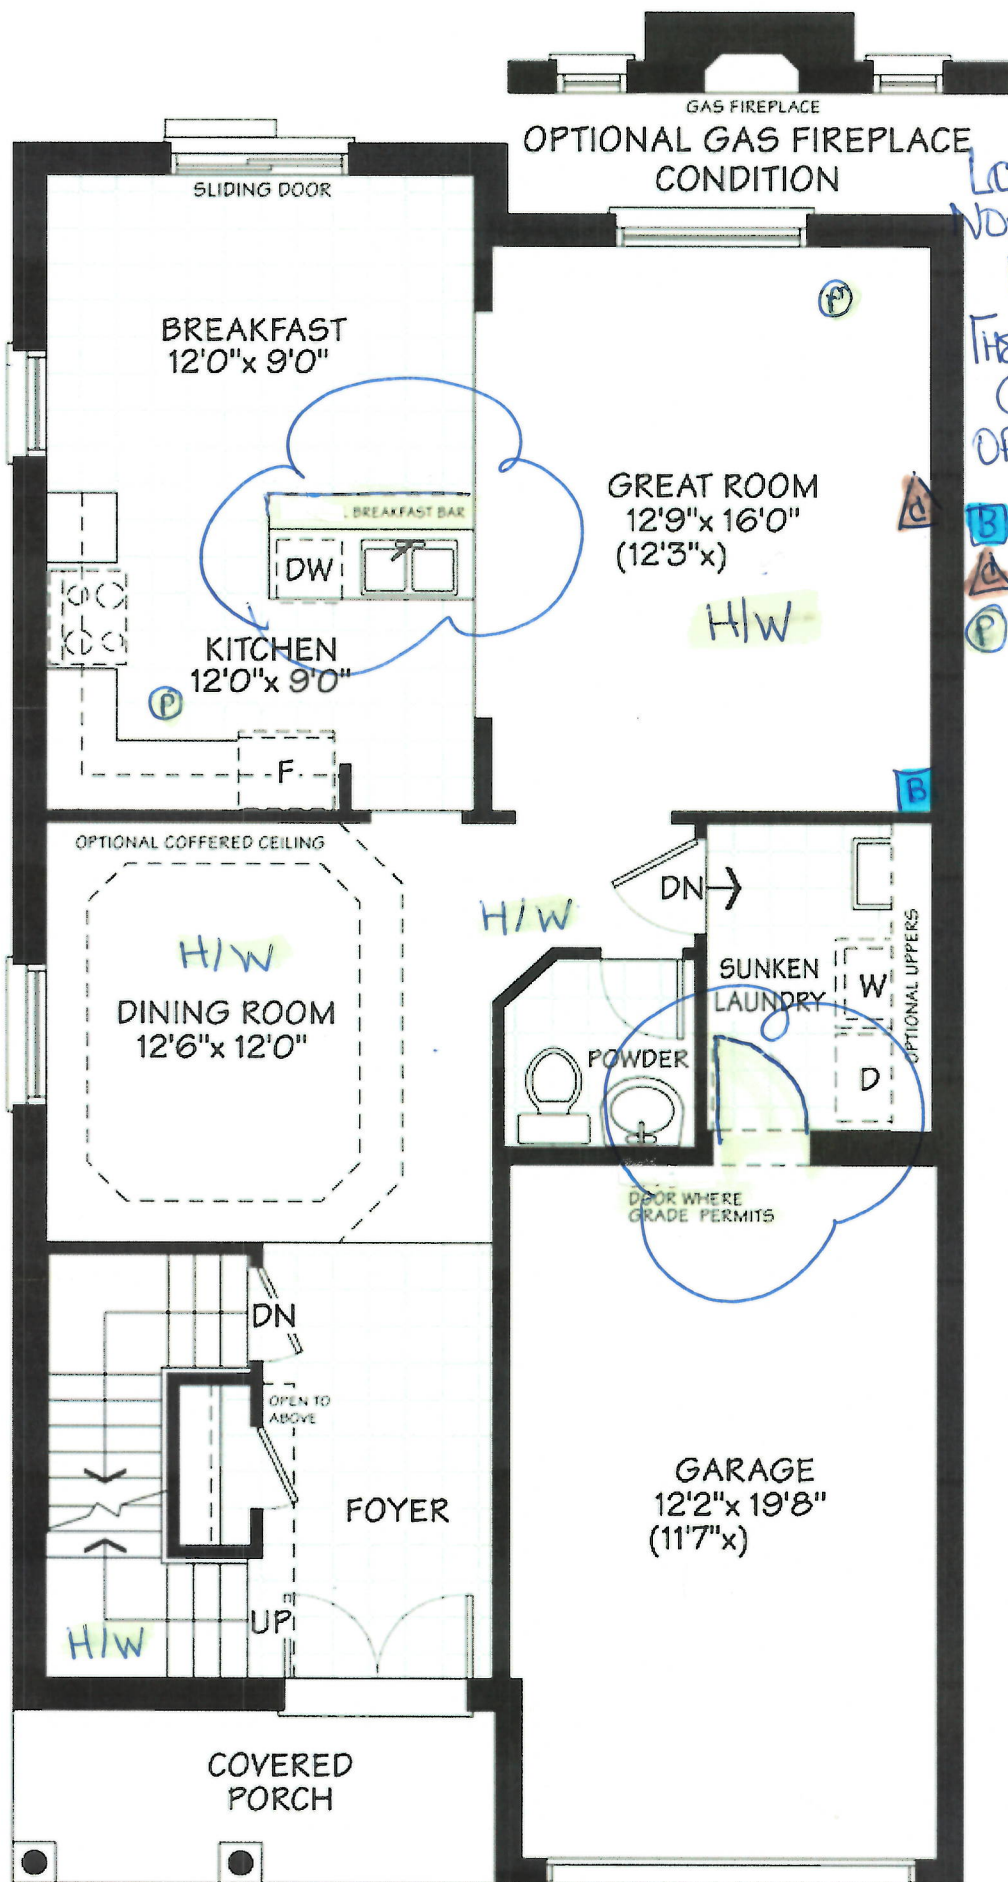 GAS FIREPLACE
OPTIONAL GAS FIREPLACE
CONDITION
SLIDING DOOR
BREAKFAST
12'0"x 9'0"
P
GREAT ROOM
12'9"x 16'0"
(12'3"x)
H/W
C
B
B
C
P
BREAKFAST BAR
DW
KITCHEN
12'0"x 9'0"
P
F
OPTIONAL COFFERED CEILING
H/W
DINING ROOM
12'6"x 12'0"
H/W
DN
SUNKEN
LAUNDRY
W
D
OPTIONAL UPPERS
POWDER
DOOR WHERE
GRADE PERMITS
DN
OPEN TO
ABOVE
FOYER
UP
H/W
GARAGE
12'2"x 19'8"
(11'7"x)
COVERED
PORCH